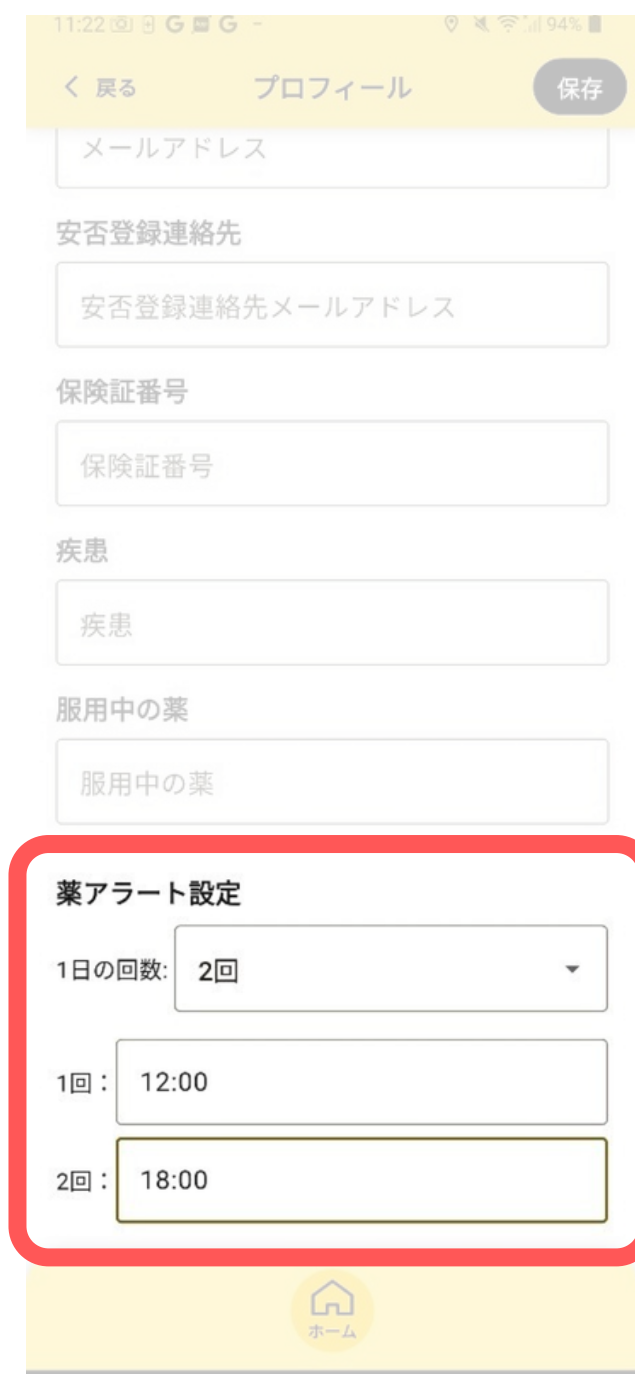 11:22 G G -
94%
戻る プロフィール 保存
メールアドレス
安否登録連絡先
安否登録連絡先メールアドレス
保険証番号
保険証番号
疾患
疾患
服用中の薬
服用中の薬
薬アラート設定
1日の回数: 2回
1回： 12:00
2回： 18:00
ホーム